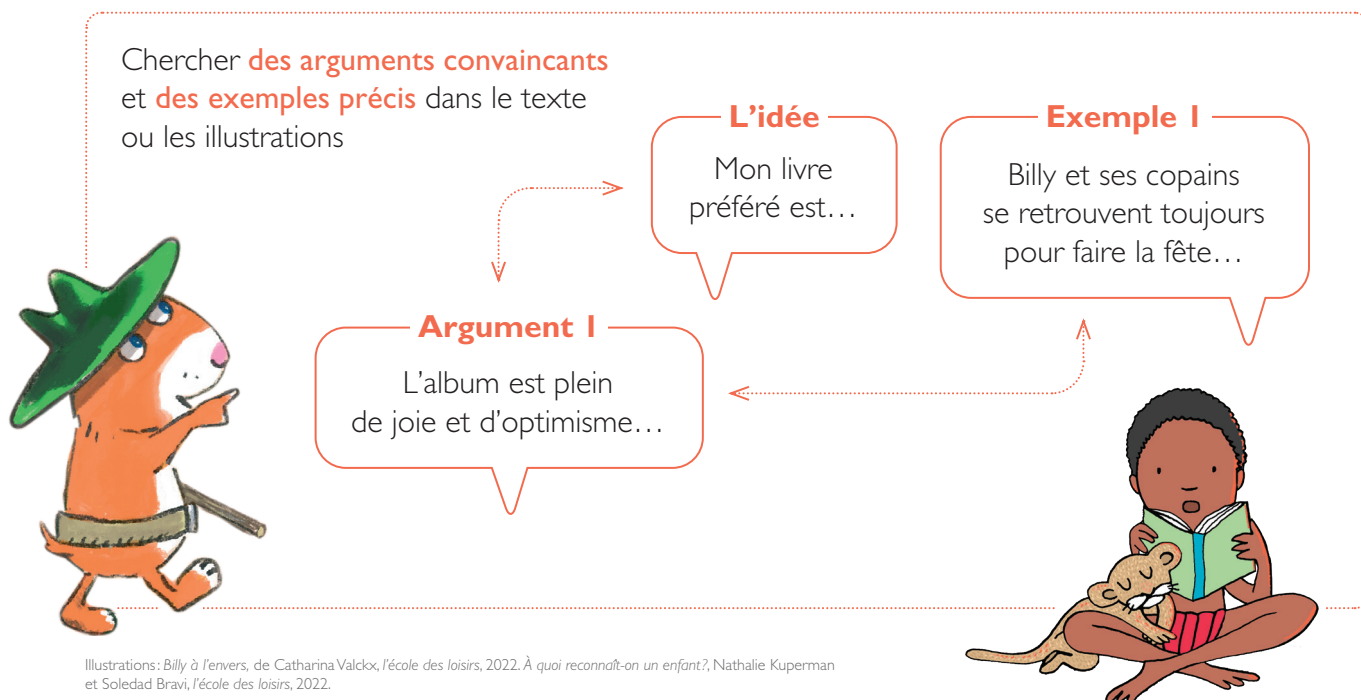 Chercher des arguments convaincants
et des exemples précis dans le texte
ou les illustrations
L'idée
Mon livre
préféré est…
Exemple 1
Billy et ses copains
se retrouvent toujours
pour faire la fête…
Argument 1
L'album est plein
de joie et d'optimisme…
Illustrations : Billy à l'envers, de Catharina Valckx, l'école des loisirs, 2022. À quoi reconnaît-on un enfant?, Nathalie Kuperman
et Soledad Bravi, l'école des loisirs, 2022.